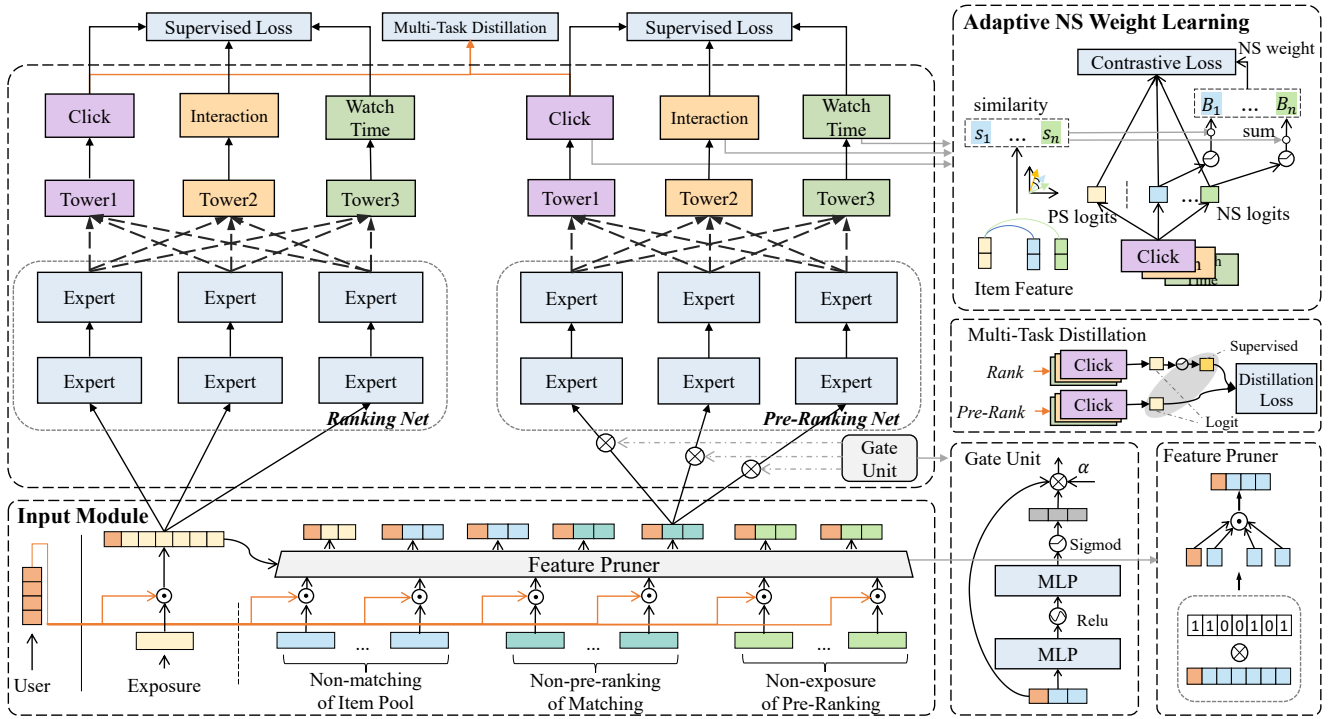 Supervised Loss
Multi-Task Distillation
Supervised Loss
Click
Interaction
Watch
Time
Click
Interaction
Watch
Time
Tower1
Tower2
Tower3
Tower1
Tower2
Tower3
Expert
Expert
Expert
Expert
Expert
Expert
Expert
Expert
Expert
Expert
Expert
Expert
Ranking Net
Pre-Ranking Net
Gate
Unit
Input Module
Feature Pruner
...
...
...
User
Exposure
Non-matching
of Item Pool
Non-pre-ranking
of Matching
Non-exposure
of Pre-Ranking
Adaptive NS Weight Learning
NS weight
Contrastive Loss
similarity
B1 ... Bn
s1 ... sn
sum
...
PS logits
NS logits
Click
n
n
Time
Item Feature
Multi-Task Distillation
Supervised
Rank
Click
Distillation
Loss
Pre-Rank
Click
Logit
Gate Unit
α
Sigmod
MLP
Relu
MLP
Feature Pruner
1 1 0 0 1 0 1